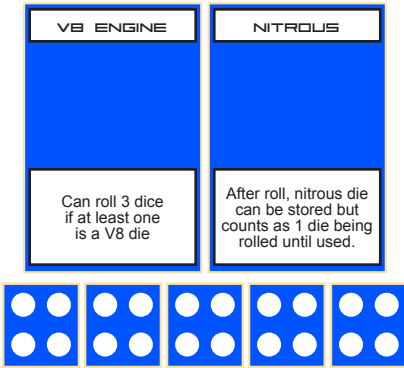 V8 ENGINE
NITROUS
Can roll 3 dice
if at least one
is a V8 die
After roll, nitrous die
can be stored but
counts as 1 die being
rolled until used.